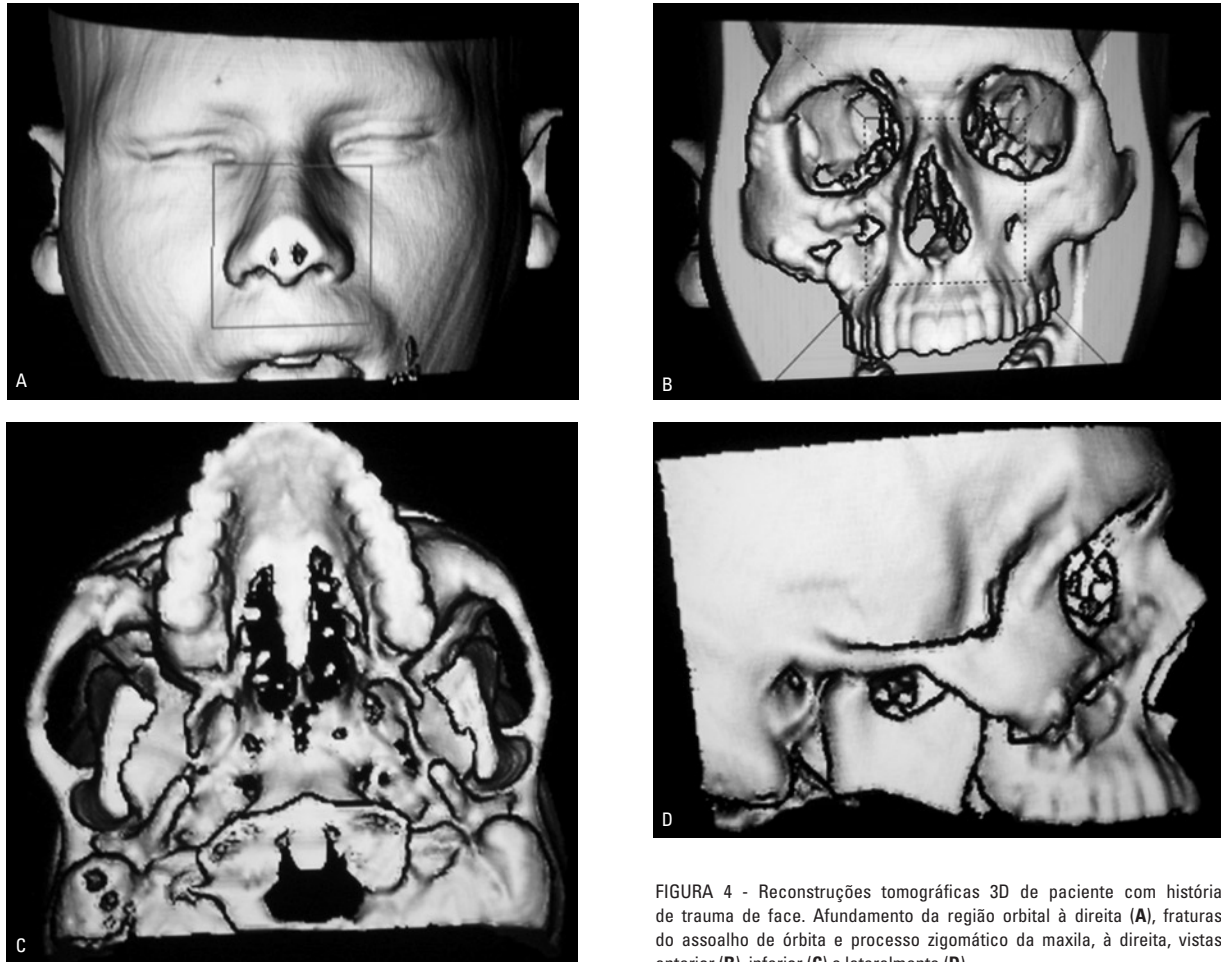 A
B
C
D
FIGURA 4 - Reconstruções tomográficas 3D de paciente com história
de trauma de face. Afundamento da região orbital à direita (A), fraturas
do assoalho de órbita e processo zigomático da maxila, à direita, vistas
anterior (B), inferior (C) e lateralmente (D).